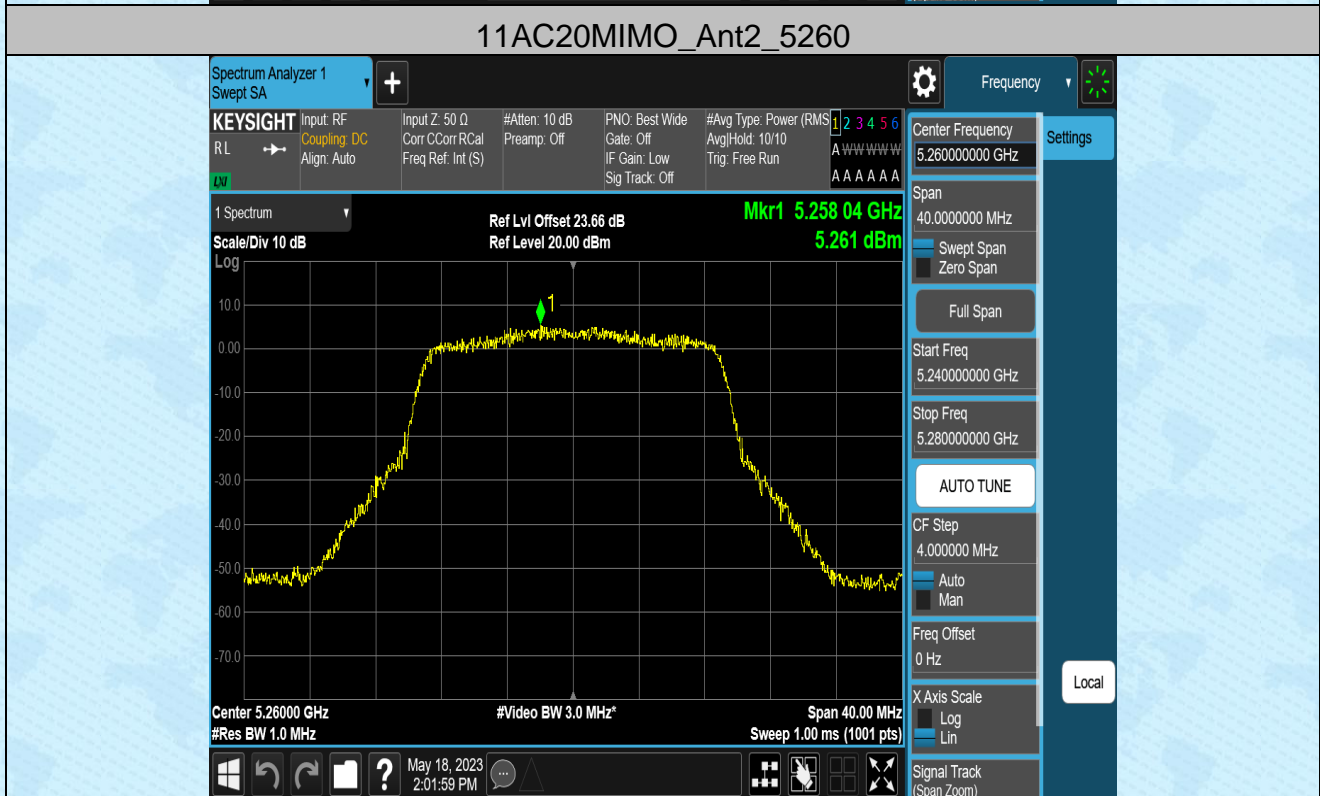 11AC20MIMO_Ant2_5260
Spectrum Analyzer 1
Swept SA
+
Frequency
KEYSIGHT
RL
LXI
Input: RF
Coupling: DC
Align: Auto
Input Z: 50 Ω
Corr CCorr RCal
Freq Ref: Int (S)
#Atten: 10 dB
Preamp: Off
PNO: Best Wide
Gate: Off
IF Gain: Low
Sig Track: Off
#Avg Type: Power (RMS
Avg|Hold: 10/10
Trig: Free Run
1 2 3 4 5 6
A W W W W W
A A A A A A
Center Frequency
5.260000000 GHz
Settings
Span
40.0000000 MHz
Swept Span
Zero Span
Full Span
Start Freq
5.240000000 GHz
Stop Freq
5.280000000 GHz
AUTO TUNE
CF Step
4.000000 MHz
Auto
Man
Freq Offset
0 Hz
X Axis Scale
Log
Lin
Signal Track
(Span Zoom)
Local
1 Spectrum
Scale/Div 10 dB
Log
Ref Lvl Offset 23.66 dB
Ref Level 20.00 dBm
Mkr1 5.258 04 GHz
5.261 dBm
1
10.0
0.00
-10.0
-20.0
-30.0
-40.0
-50.0
-60.0
-70.0
Center 5.26000 GHz
#Res BW 1.0 MHz
#Video BW 3.0 MHz*
Span 40.00 MHz
Sweep 1.00 ms (1001 pts)
?
May 18, 2023
2:01:59 PM